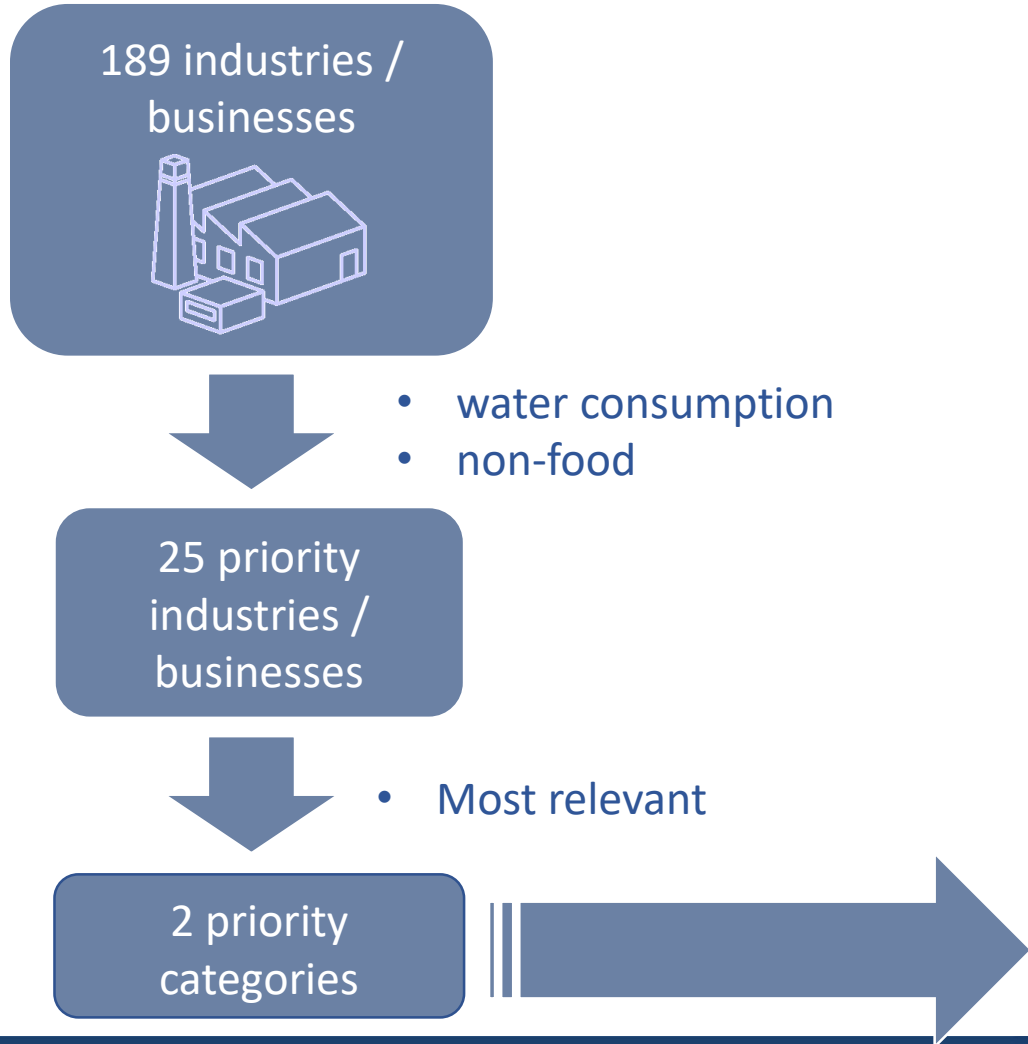 189 industries /
businesses
• water consumption
• non-food
25 priority
industries /
businesses
• Most relevant
2 priority
categories